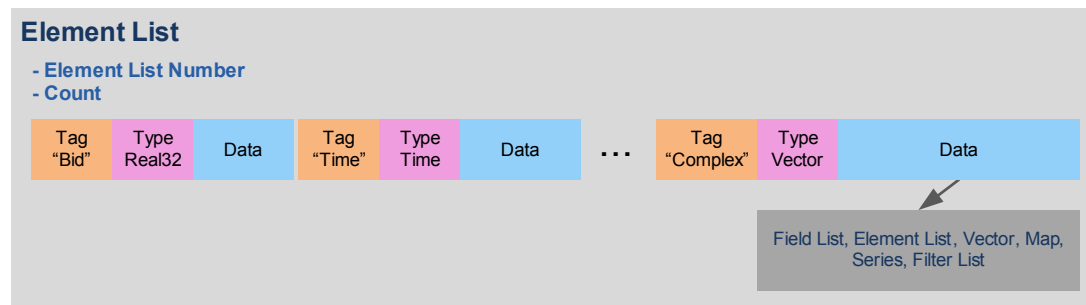 Element List
- Element List Number
- Count
Tag
“Bid”
Type
Real32
Data
Tag
“Time”
Type
Time
Data
...
Tag
“Complex”
Type
Vector
Data
Field List, Element List, Vector, Map,
Series, Filter List